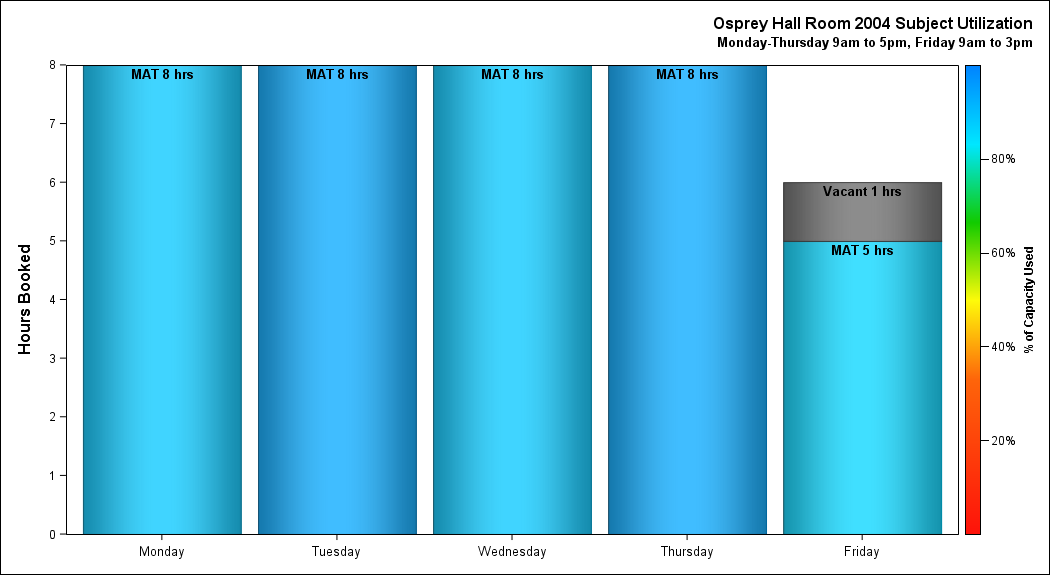 Osprey Hall Room 2004 Subject Utilization
Monday-Thursday 9am to 5pm, Friday 9am to 3pm
Hours Booked
8
7
6
5
4
3
2
1
0
MAT 8 hrs
MAT 8 hrs
MAT 8 hrs
MAT 8 hrs
Vacant 1 hrs
MAT 5 hrs
Monday
Tuesday
Wednesday
Thursday
Friday
80%
60%
40%
20%
% of Capacity Used